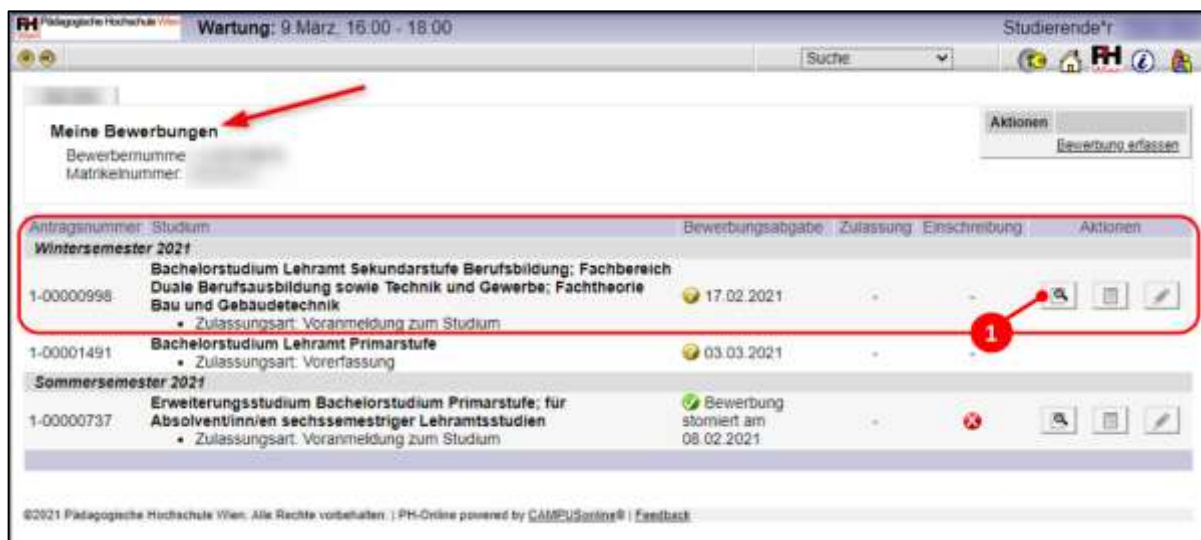 PH Pädagogische Hochschule Wien
Wartung: 9.März, 16:00 - 18:00
Studierende*r
Suche
PH
Meine Bewerbungen
Bewerbernumme
Matrikelnummer:
Aktionen
Bewerbung erfassen
Antragsnummer Studium Bewerbungsabgabe Zulassung Einschreibung Aktionen
Wintersemester 2021
Bachelorstudium Lehramt Sekundarstufe Berufsbildung; Fachbereich
1-00000998 Duale Berufsausbildung sowie Technik und Gewerbe; Fachtheorie 17.02.2021 - -
Bau und Gebäudetechnik
• Zulassungsart: Voranmeldung zum Studium
1
Bachelorstudium Lehramt Primarstufe
1-00001491 03.03.2021 - -
• Zulassungsart: Vorerfassung
Sommersemester 2021
Erweiterungsstudium Bachelorstudium Primarstufe; für Bewerbung
1-00000737 Absolvent/inn/en sechssemestriger Lehramtsstudien storniert am -
• Zulassungsart: Voranmeldung zum Studium 08.02.2021
©2021 Pädagogische Hochschule Wien. Alle Rechte vorbehalten. | PH-Online powered by CAMPUSonline® | Feedback